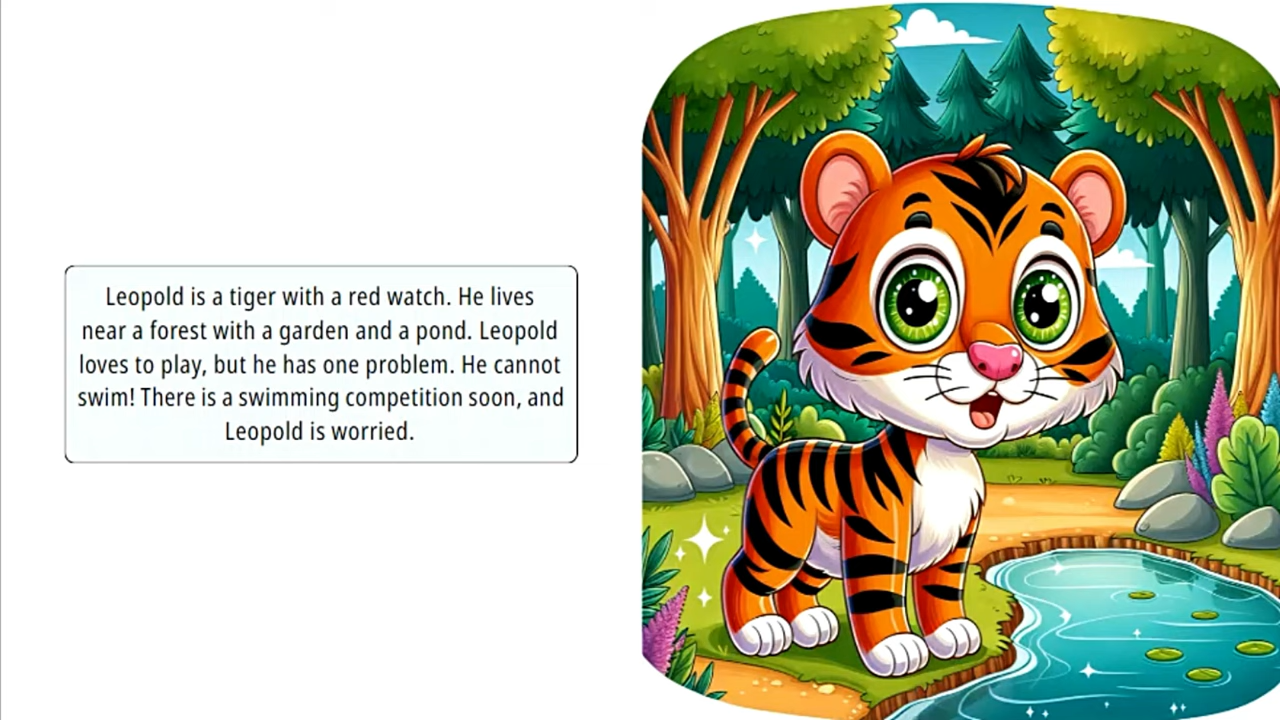 Leopold is a tiger with a red watch. He lives
near a forest with a garden and a pond. Leopold
loves to play, but he has one problem. He cannot
swim! There is a swimming competition soon, and
Leopold is worried.